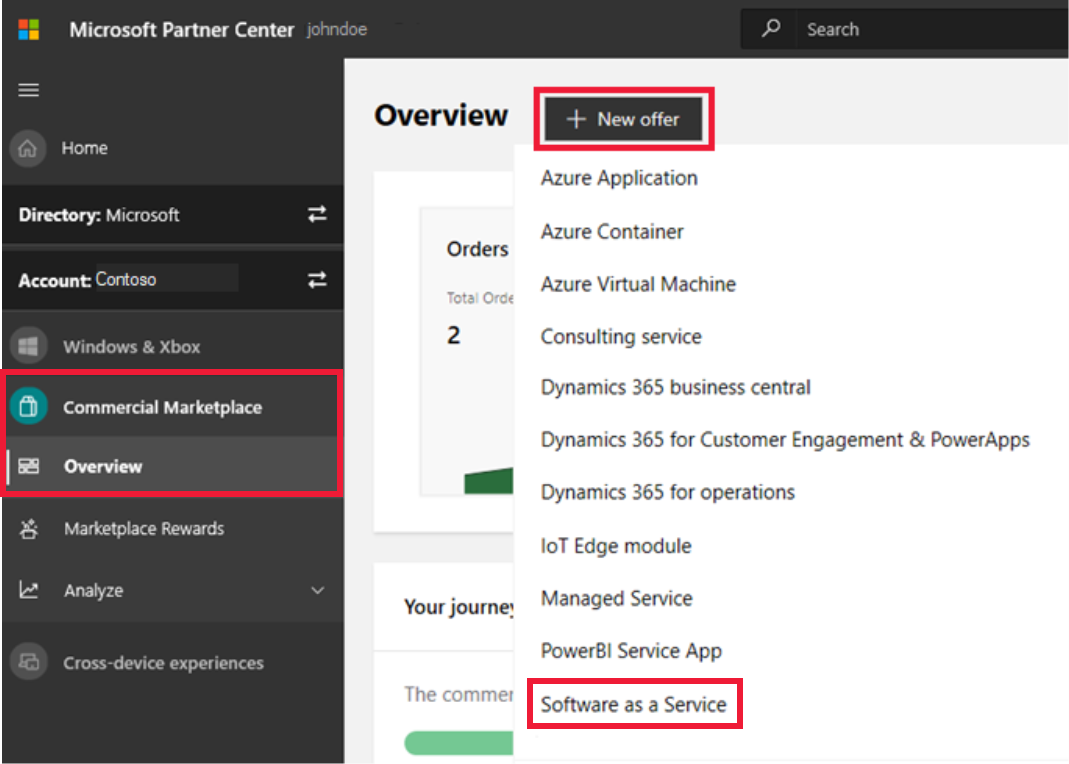 Microsoft Partner Center johndoe
Search
Home
Directory: Microsoft
Account: Contoso
Windows & Xbox
Commercial Marketplace
Overview
Marketplace Rewards
Analyze
Cross-device experiences
Overview
New offer
Orders
Total Orde
2
Your journey
The commer
Azure Application
Azure Container
Azure Virtual Machine
Consulting service
Dynamics 365 business central
Dynamics 365 for Customer Engagement & PowerApps
Dynamics 365 for operations
IoT Edge module
Managed Service
PowerBI Service App
Software as a Service